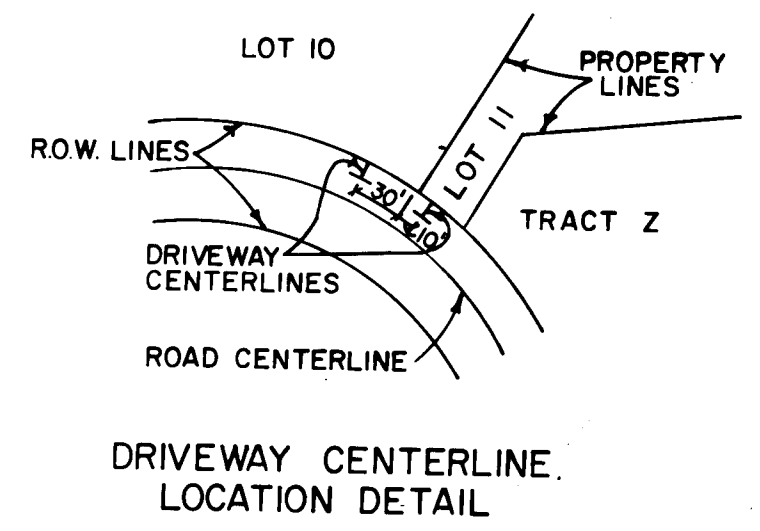 LOT 10
PROPERTY
LINES
LOT 11
R.O.W. LINES
30'
10'
TRACT Z
DRIVEWAY
CENTERLINES
ROAD CENTERLINE
DRIVEWAY CENTERLINE
LOCATION DETAIL